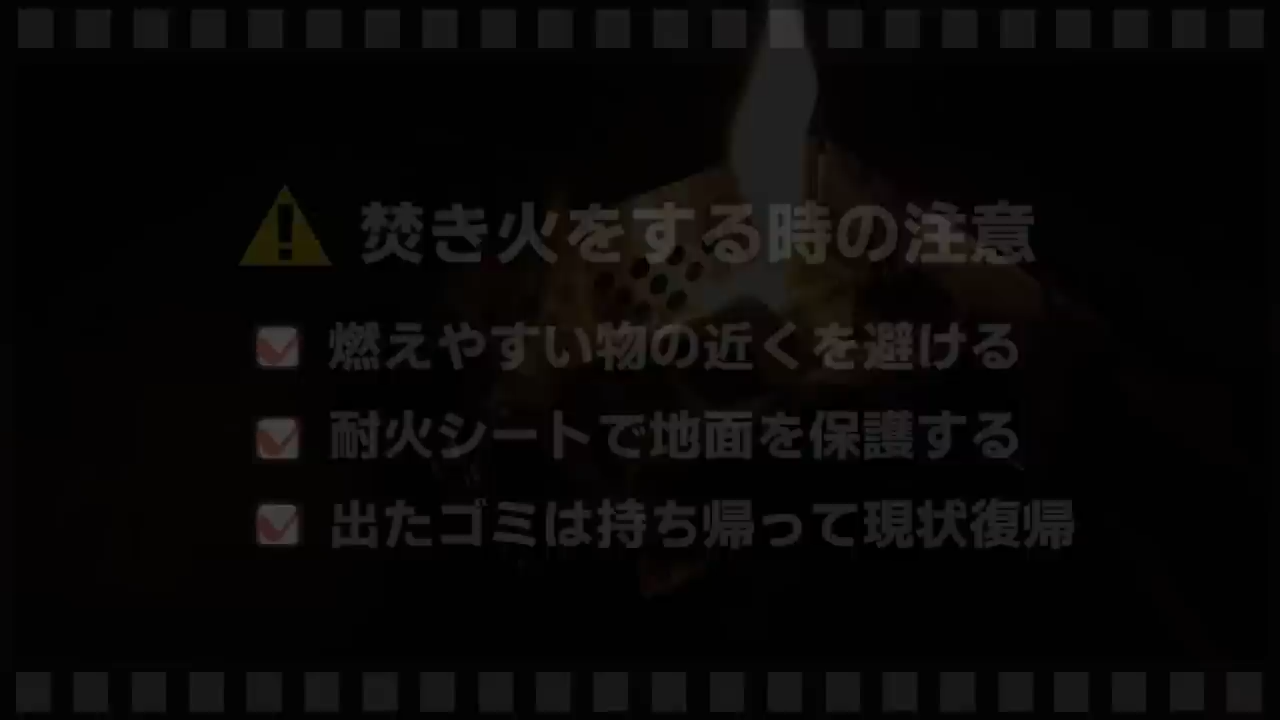 焚き火をする時の注意
燃えやすい物の近くを避ける
耐火シートで地面を保護する
出たゴミは持ち帰って現状復帰